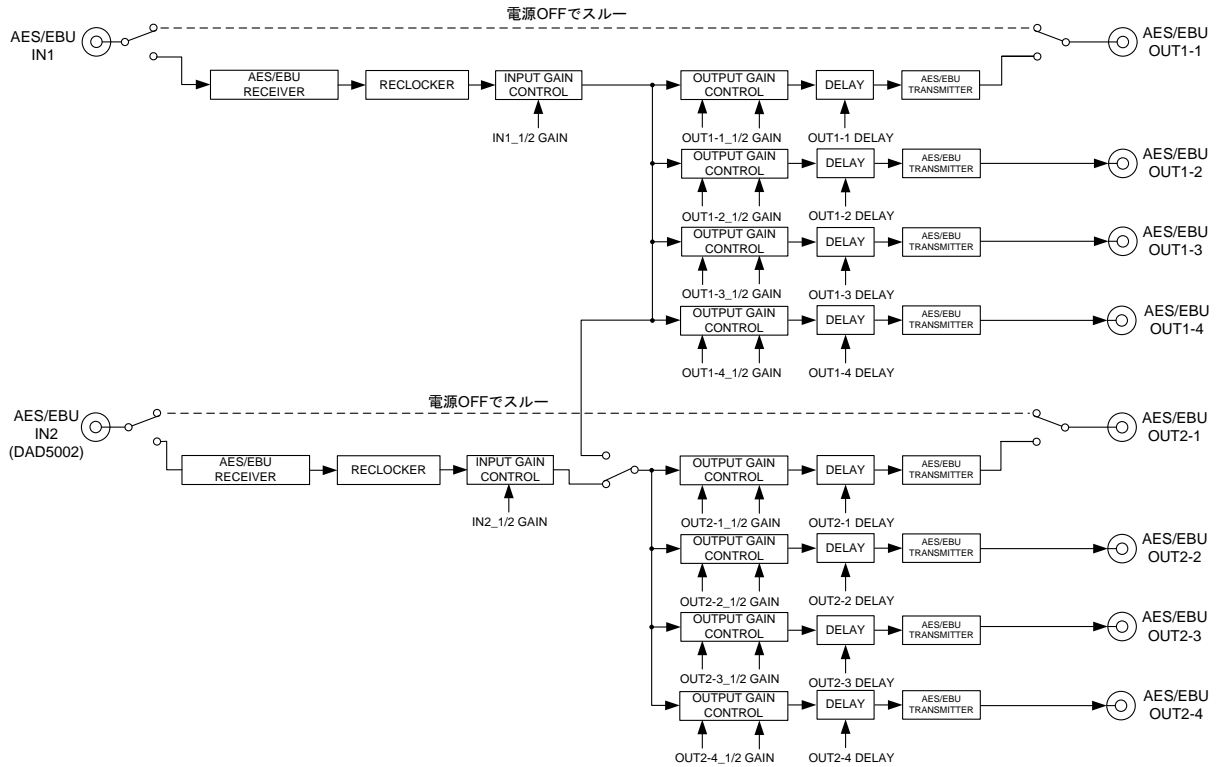 電源OFFでスルー
AES/EBU
IN1
AES/EBU
OUT1-1
AES/EBU
RECEIVER
RECLOCKER
INPUT GAIN
CONTROL
OUTPUT GAIN
CONTROL
DELAY
AES/EBU
TRANSMITTER
IN1_1/2 GAIN
OUT1-1_1/2 GAIN
OUT1-1 DELAY
OUTPUT GAIN
CONTROL
DELAY
AES/EBU
TRANSMITTER
AES/EBU
OUT1-2
OUT1-2_1/2 GAIN
OUT1-2 DELAY
OUTPUT GAIN
CONTROL
DELAY
AES/EBU
TRANSMITTER
AES/EBU
OUT1-3
OUT1-3_1/2 GAIN
OUT1-3 DELAY
OUTPUT GAIN
CONTROL
DELAY
AES/EBU
TRANSMITTER
AES/EBU
OUT1-4
OUT1-4_1/2 GAIN
OUT1-4 DELAY
電源OFFでスルー
AES/EBU
IN2
(DAD5002)
AES/EBU
OUT2-1
AES/EBU
RECEIVER
RECLOCKER
INPUT GAIN
CONTROL
OUTPUT GAIN
CONTROL
DELAY
AES/EBU
TRANSMITTER
IN2_1/2 GAIN
OUT2-1_1/2 GAIN
OUT2-1 DELAY
OUTPUT GAIN
CONTROL
DELAY
AES/EBU
TRANSMITTER
AES/EBU
OUT2-2
OUT2-2_1/2 GAIN
OUT2-2 DELAY
OUTPUT GAIN
CONTROL
DELAY
AES/EBU
TRANSMITTER
AES/EBU
OUT2-3
OUT2-3_1/2 GAIN
OUT2-3 DELAY
OUTPUT GAIN
CONTROL
DELAY
AES/EBU
TRANSMITTER
AES/EBU
OUT2-4
OUT2-4_1/2 GAIN
OUT2-4 DELAY